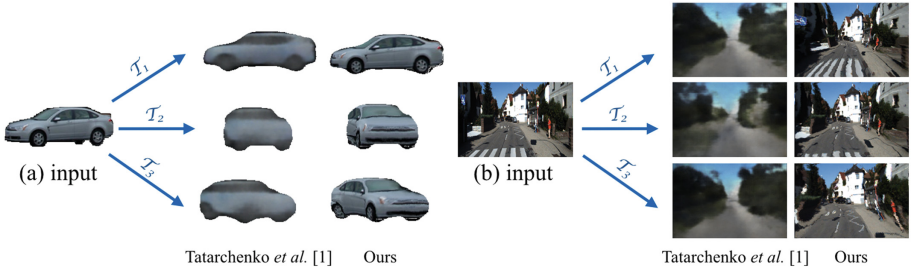 𝒯₁
𝒯₂
𝒯₃
(a) input
Tatarchenko et al. [1] Ours
𝒯₁
𝒯₂
𝒯₃
(b) input
Tatarchenko et al. [1] Ours